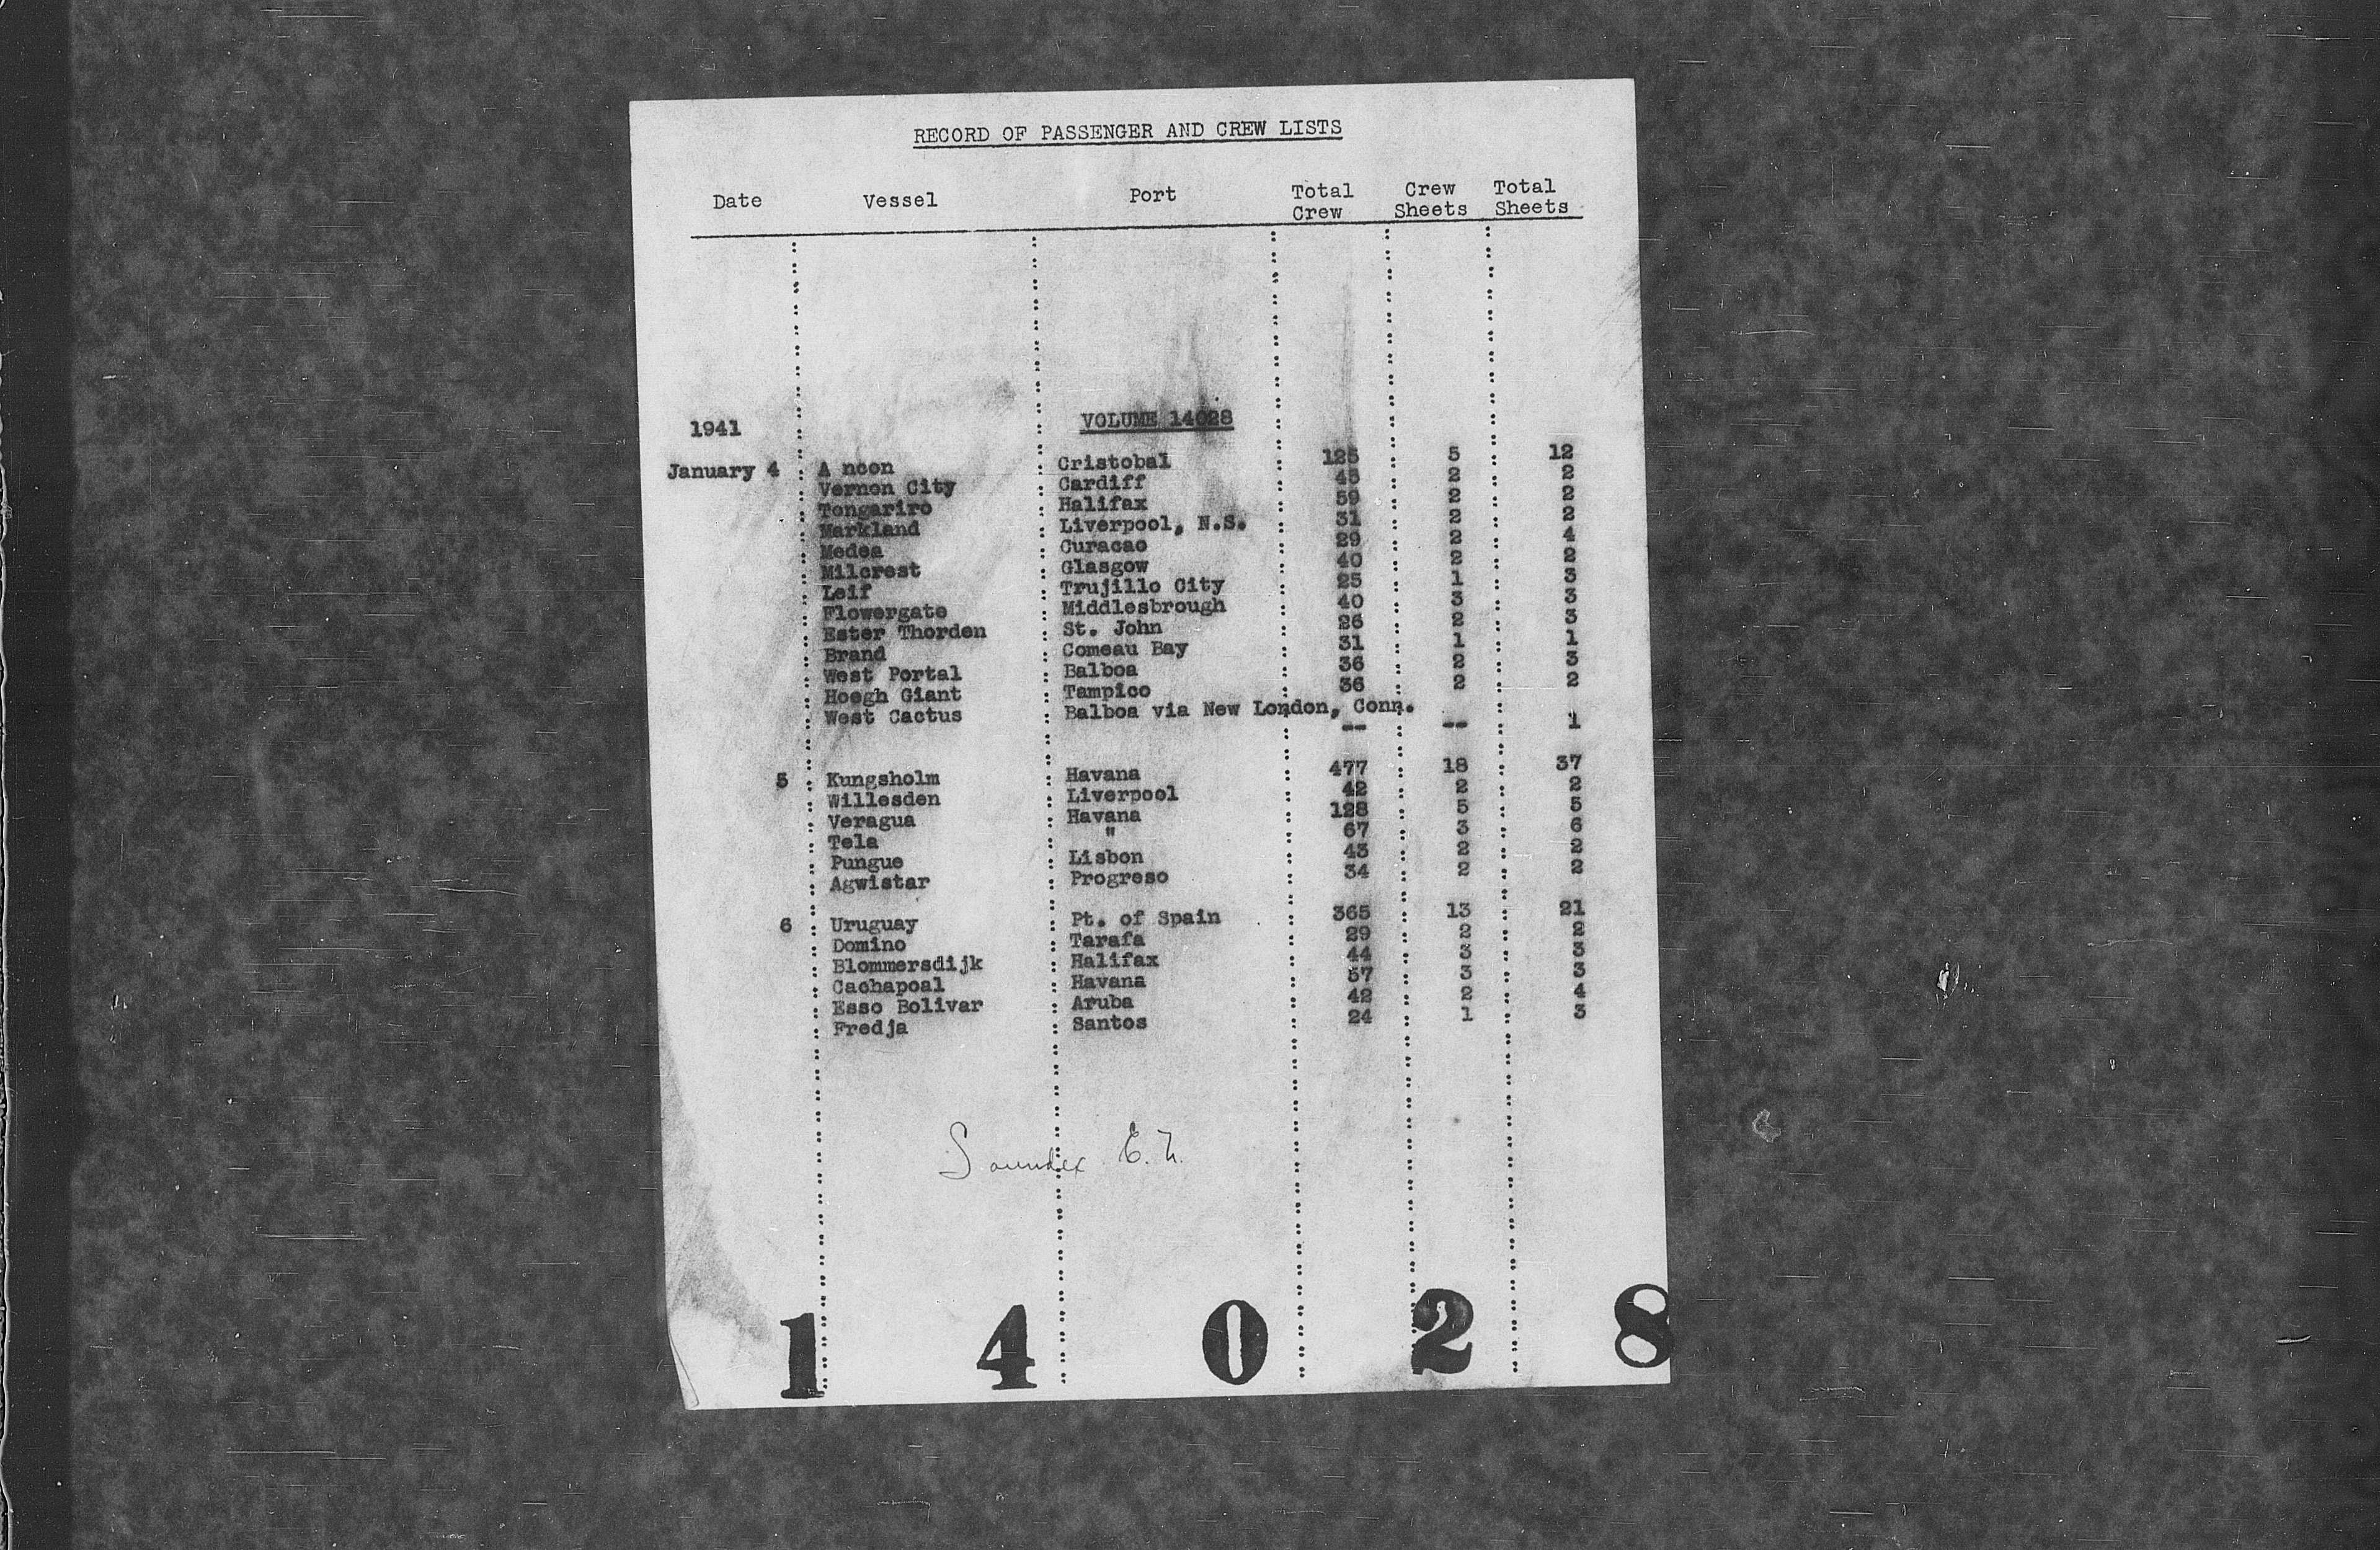 RECORD OF PASSENGER AND CREW LISTS
Date Vessel Port Total Crew Crew Sheets Total Sheets
1941 VOLUME 14028
January 4 A ncon Cristobal 125 5 12
Vernon City Cardiff 45 2 2
Tongariro Halifax 59 2 2
Markland Liverpool, N.S. 31 2 2
Medea Curacao 29 2 4
Milcrest Glasgow 40 2 2
Leif Trujillo City 25 1 3
Flowergate Middlesbrough 40 3 3
Ester Thorden St. John 26 2 3
Brand Comeau Bay 31 1 1
West Portal Balboa 36 2 3
Hoegh Giant Tampico 36 2 2
West Cactus Balboa via New London, Conn.
-- -- 1
5 Kungsholm Havana 477 18 37
Willesden Liverpool 42 2 2
Veragua Havana 128 5 5
Tela " 67 3 6
Pungue Lisbon 43 2 2
Agwistar Progreso 34 2 2
6 Uruguay Pt. of Spain 365 13 21
Domino Tarafa 29 2 2
Blommersdijk Halifax 44 3 3
Cachapoal Havana 57 3 3
Esso Bolivar Aruba 42 2 4
Fredja Santos 24 1 3
Soundex E.N.
1 4 0 2 8